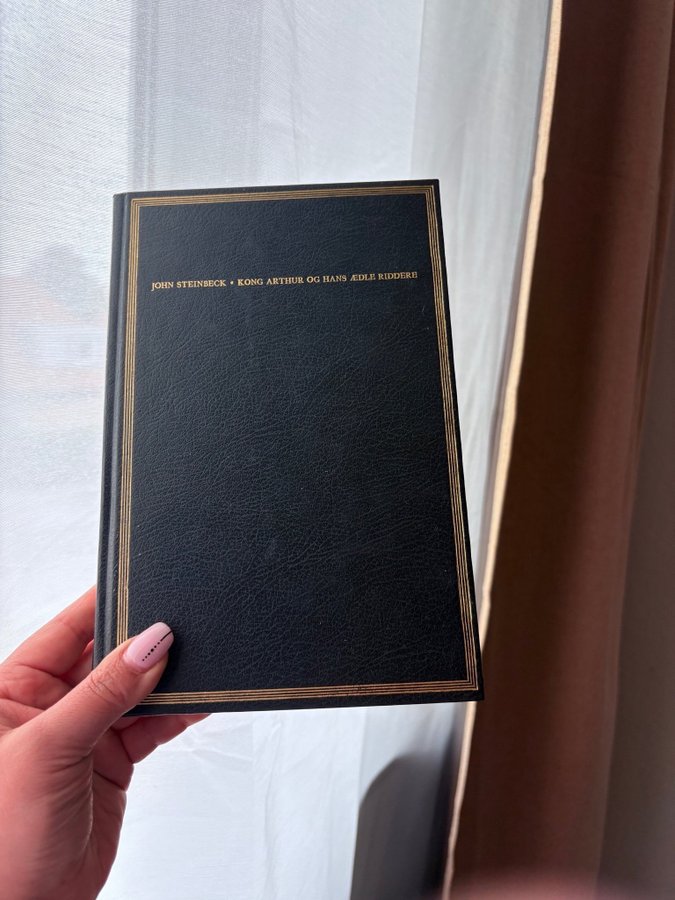 JOHN STEINBECK • KONG ARTHUR OG HANS ÆDLE RIDDERE